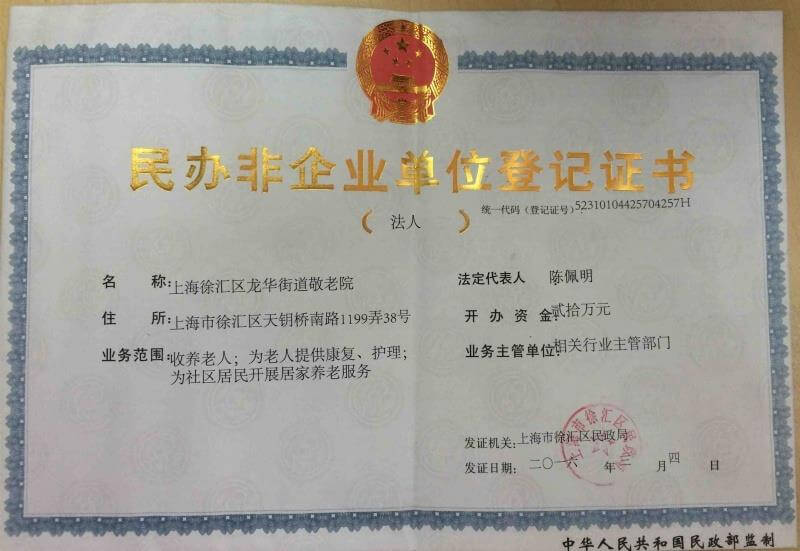 民办非企业单位登记证书
统一代码（登记证号）：52310104425704257H
（法人）
名称：上海徐汇区龙华街道敬老院
法定代表人 陈佩明
住所：上海市徐汇区天钥桥南路1199弄38号
开办资金：贰拾万元
业务范围：收养老人；为老人提供康复、护理；
为社区居民开展居家养老服务
业务主管单位：相关行业主管部门
发证机关：上海市徐汇区民政局
发证日期：二〇一六 年一 月四 日
中华人民共和国民政部监制